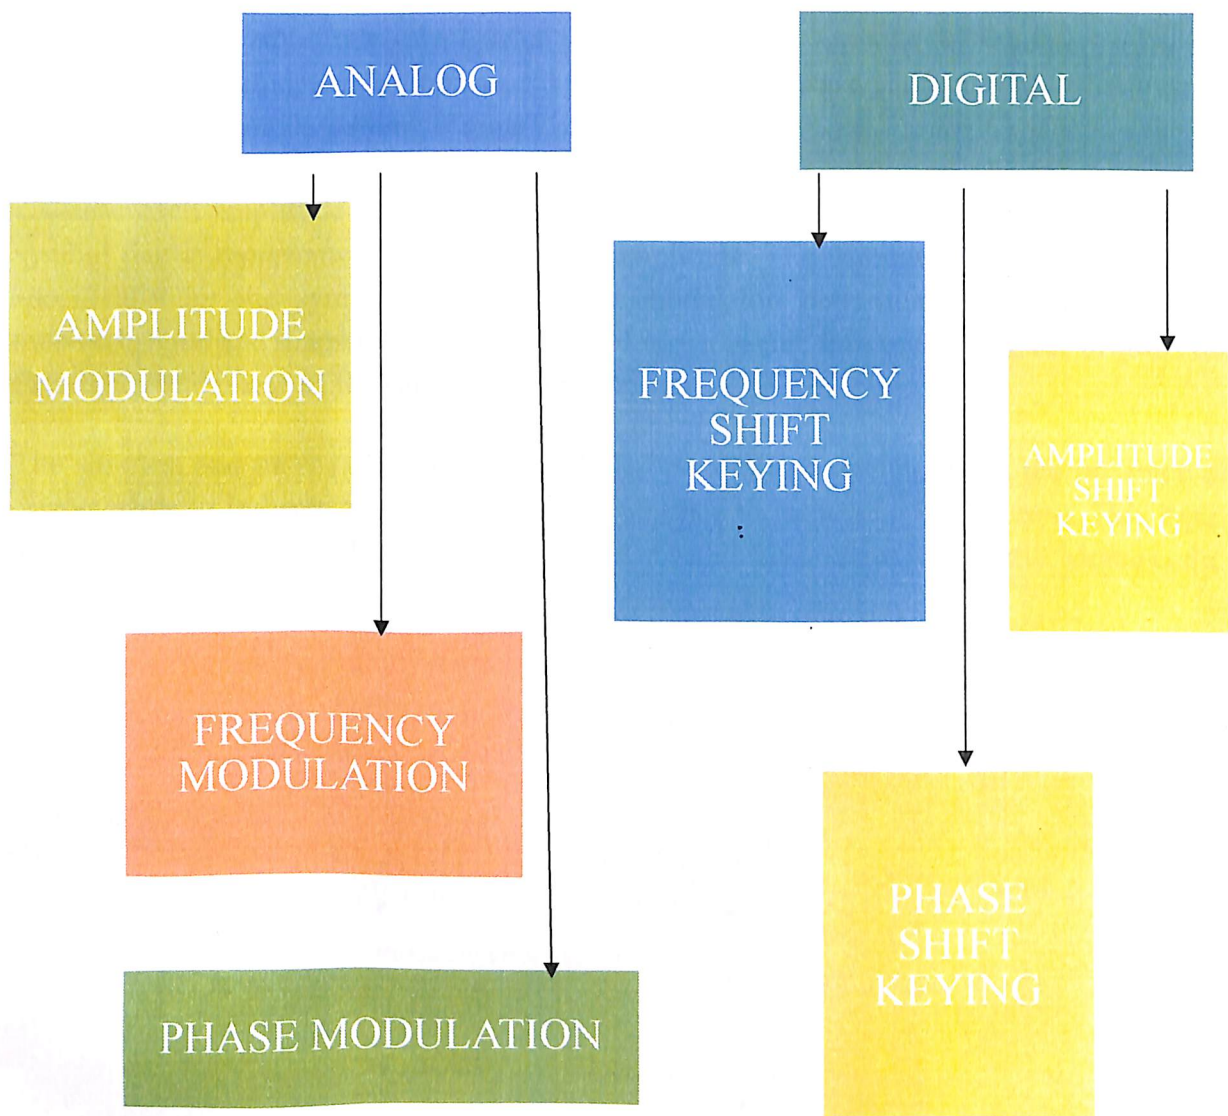 ANALOG
DIGITAL
AMPLITUDE
MODULATION
FREQUENCY
SHIFT
KEYING
AMPLITUDE
SHIFT
KEYING
FREQUENCY
MODULATION
PHASE
SHIFT
KEYING
PHASE MODULATION